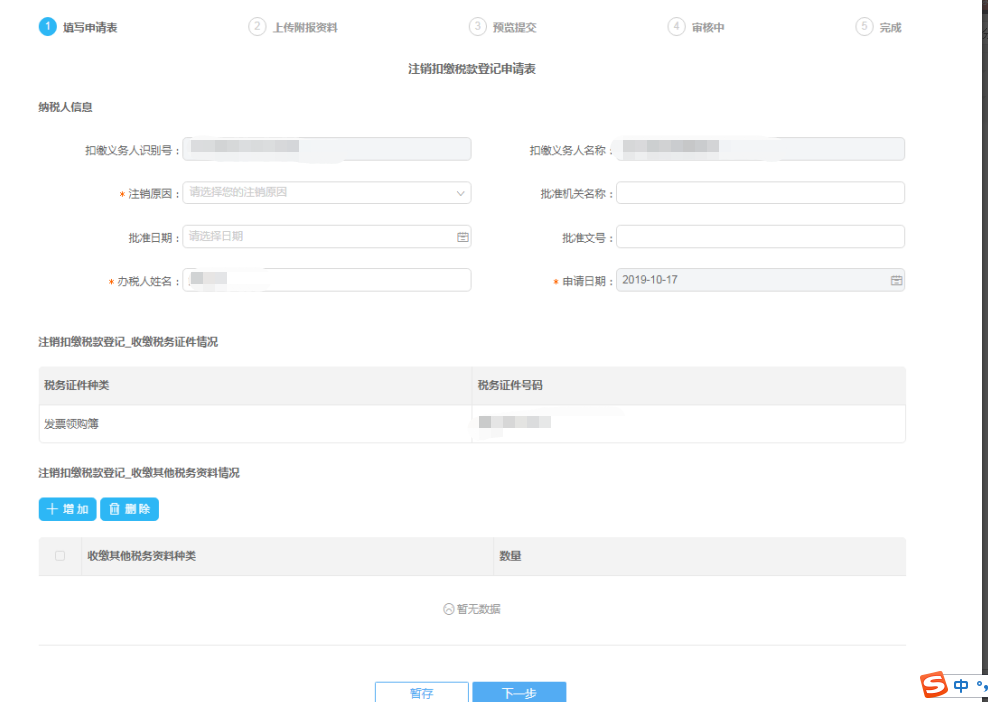 1 填写申请表 2 上传附报资料 3 预览提交 4 审核中 5 完成
注销扣缴税款登记申请表
纳税人信息
扣缴义务人识别号： 扣缴义务人名称：
* 注销原因： 请选择您的注销原因 批准机关名称：
批准日期： 请选择日期 批准文号：
* 办税人姓名： * 申请日期： 2019-10-17
注销扣缴税款登记_收缴税务证件情况
税务证件种类 税务证件号码
发票领购簿
注销扣缴税款登记_收缴其他税务资料情况
增加 删除
收缴其他税务资料种类 数量
暂无数据
暂存 下一步
S 中 °,